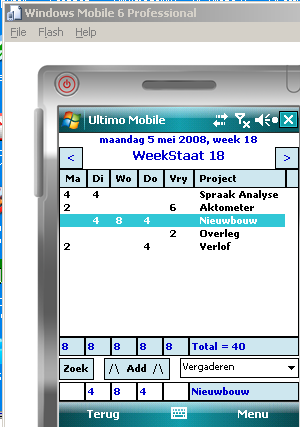 Windows Mobile 6 Professional
File Flash Help
Ultimo Mobile
maandag 5 mei 2008, week 18
< WeekStaat 18 >
Ma Di Wo Do Vry Project
4 4 Spraak Analyse
2 6 Aktometer
4 8 4 Nieuwbouw
2 Overleg
2 4 Verlof
8 8 8 8 8 Total = 40
Zoek /\ Add /\ Vergaderen
4 8 4 Nieuwbouw
Terug Menu